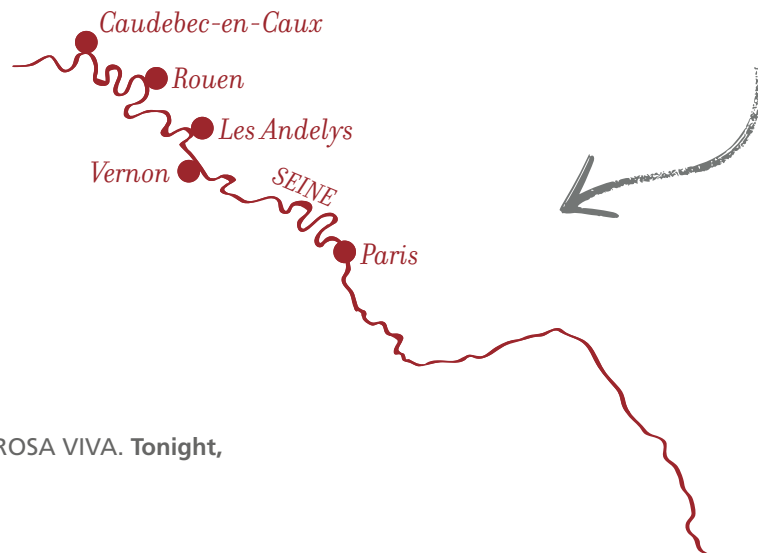 Caudebec-en-Caux
Rouen
Les Andelys
Vernon
SEINE
Paris
ROSA VIVA. Tonight,